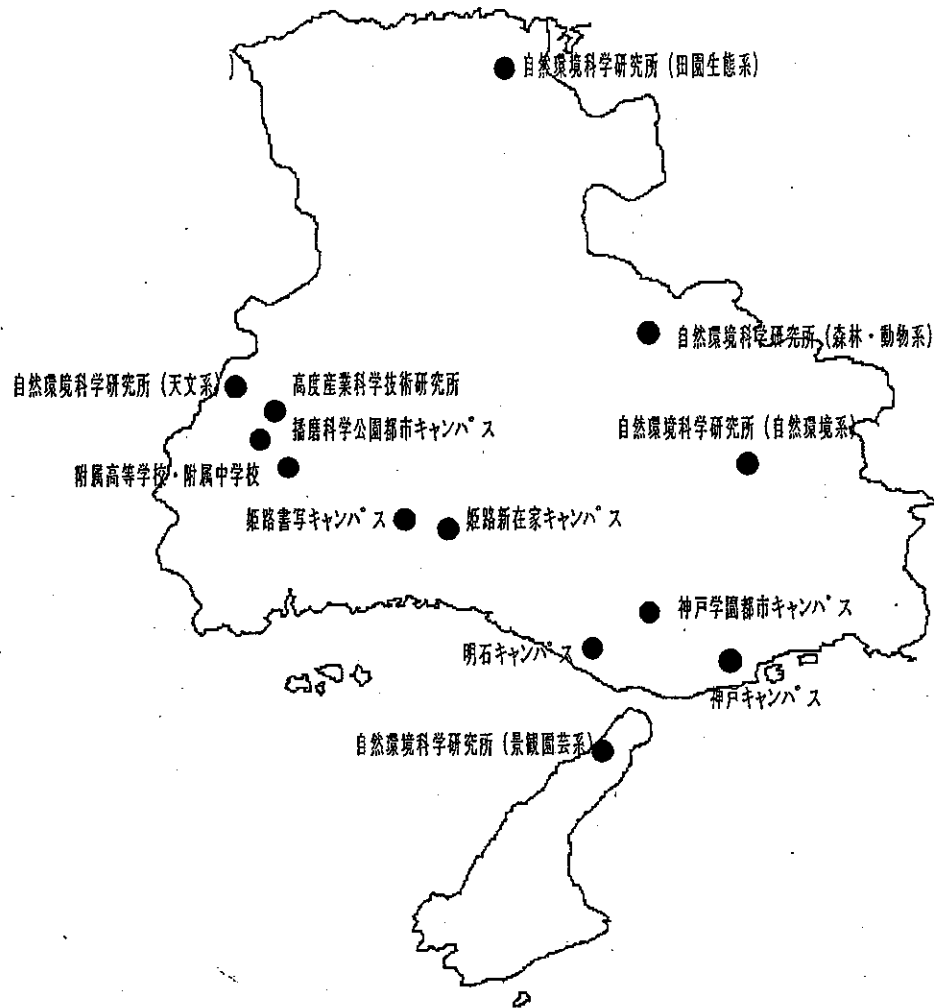 自然環境科学研究所（田園生態系）
自然環境科学研究所（森林・動物系）
自然環境科学研究所（天文系）
高度産業科学技術研究所
播磨科学公園都市キャンパス
自然環境科学研究所（自然環境系）
附属高等学校・附属中学校
姫路書写キャンパス
姫路新在家キャンパス
神戸学園都市キャンパス
明石キャンパス
神戸キャンパス
自然環境科学研究所（景観園芸系）